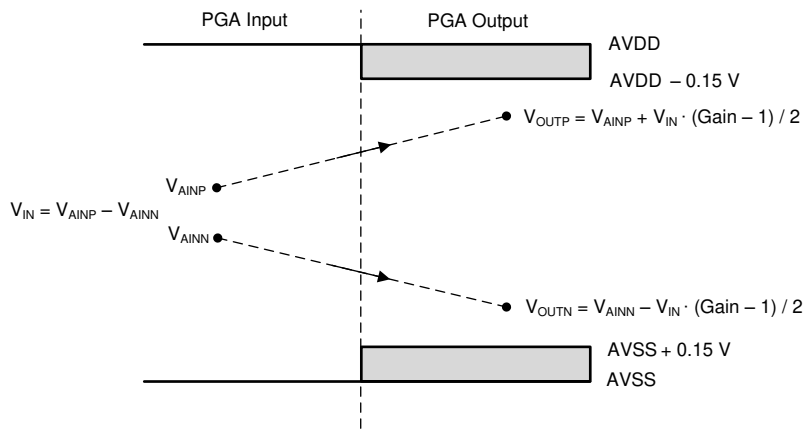 PGA Input
PGA Output
AVDD
AVDD – 0.15 V
V_OUTP = V_AINP + V_IN · (Gain – 1) / 2
V_AINP
V_IN = V_AINP – V_AINN
V_AINN
V_OUTN = V_AINN – V_IN · (Gain – 1) / 2
AVSS + 0.15 V
AVSS